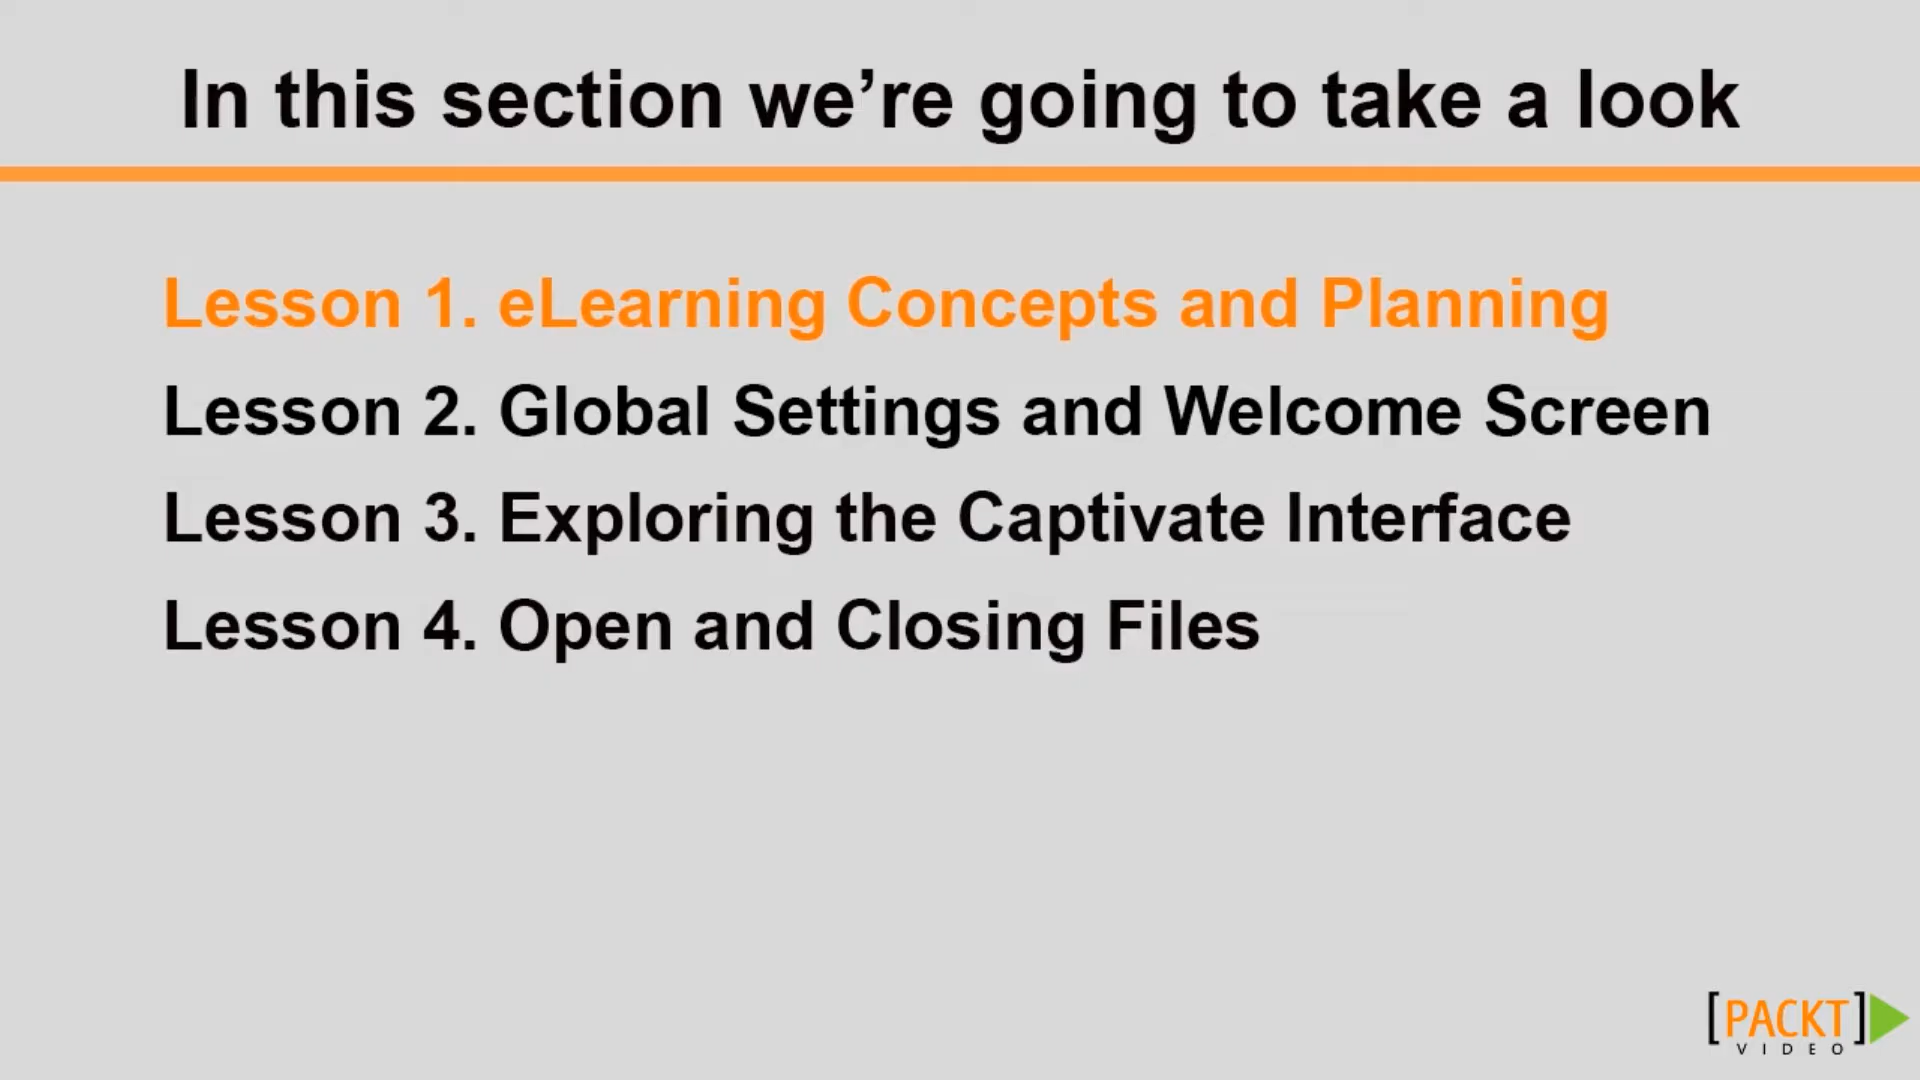 In this section we’re going to take a look
Lesson 1. eLearning Concepts and Planning
Lesson 2. Global Settings and Welcome Screen
Lesson 3. Exploring the Captivate Interface
Lesson 4. Open and Closing Files
[PACKT]
VIDEO